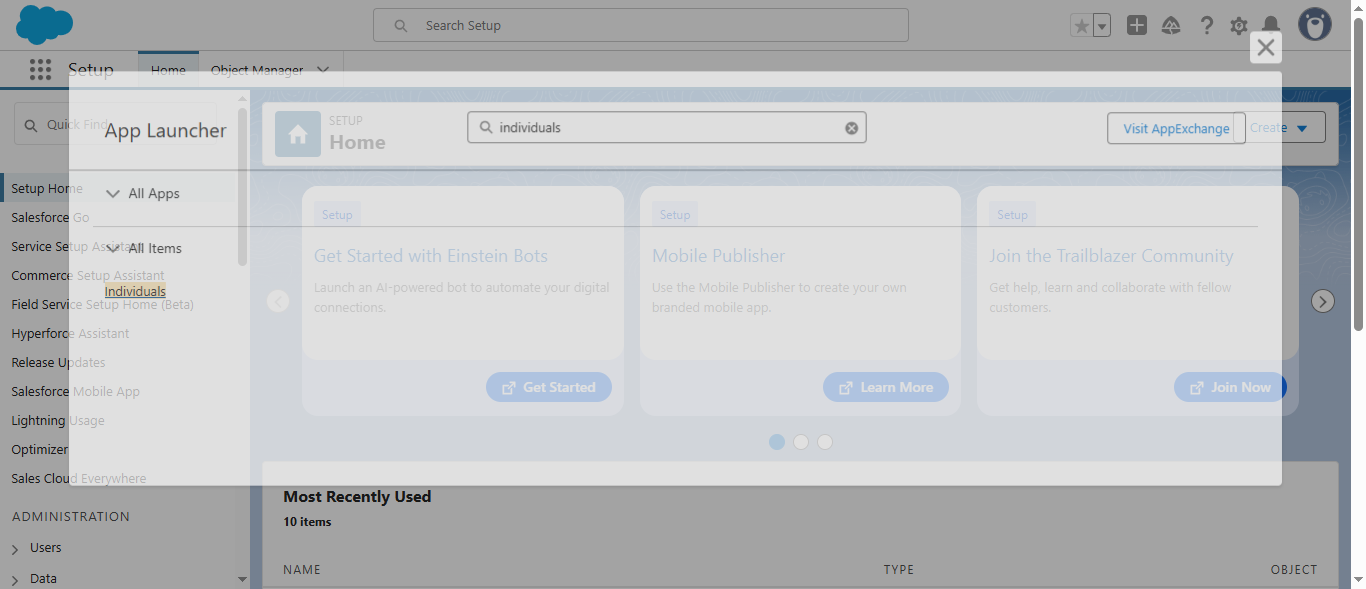 Search Setup
Setup
Home
Object Manager
Quick Find
App Launcher
individuals
Visit AppExchange
Create
SETUP
Home
All Apps
All Items
Individuals
Setup Home
Salesforce Go
Service Setup Assistant
Commerce Setup Assistant
Field Service Setup Home (Beta)
Hyperforce Assistant
Release Updates
Salesforce Mobile App
Lightning Usage
Optimizer
Sales Cloud Everywhere
ADMINISTRATION
Users
Data
Setup
Get Started with Einstein Bots
Launch an AI-powered bot to automate your digital
connections.
Get Started
Setup
Mobile Publisher
Use the Mobile Publisher to create your own
branded mobile app.
Learn More
Setup
Join the Trailblazer Community
Get help, learn and collaborate with fellow
customers.
Join Now
Most Recently Used
10 items
NAME
TYPE
OBJECT